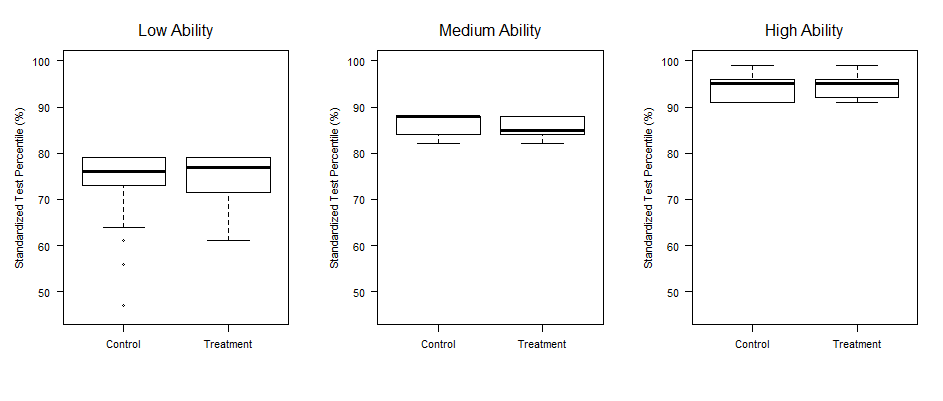 Low Ability
Standardized Test Percentile (%)
100
90
80
70
60
50
Control Treatment
Medium Ability
Standardized Test Percentile (%)
100
90
80
70
60
50
Control Treatment
High Ability
Standardized Test Percentile (%)
100
90
80
70
60
50
Control Treatment